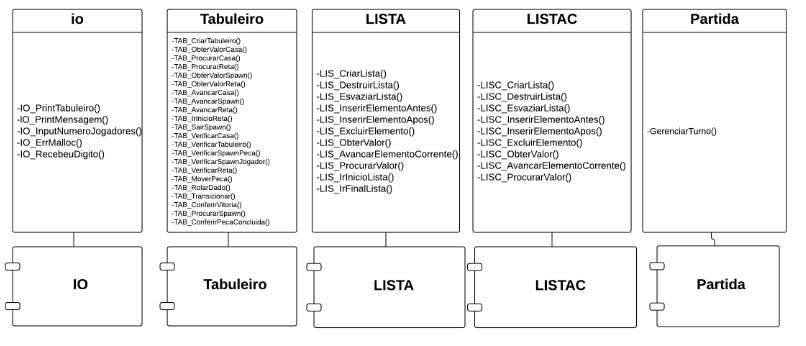 io
-IO_PrintTabuleiro()
-IO_PrintMensagem()
-IO_InputNumeroJogadores()
-IO_ErrMalloc()
-IO_RecebeuDigito()
Tabuleiro
-TAB_CriarTabuleiro()
-TAB_ObterValorCasa()
-TAB_ProcurarCasa()
-TAB_ProcurarReta()
-TAB_ObterValorSpawn()
-TAB_ObterValorReta()
-TAB_AvancarCasa()
-TAB_AvancarSpawn()
-TAB_AvancarReta()
-TAB_IrInicioReta()
-TAB_SairSpawn()
-TAB_VerificarCasa()
-TAB_VerificarTabuleiro()
-TAB_VerificarSpawnPeca()
-TAB_VerificarSpawnJogador()
-TAB_VerificarReta()
-TAB_MoverPeca()
-TAB_RolarDado()
-TAB_Transicionar()
-TAB_ConferirVitoria()
-TAB_ProcurarSpawn()
-TAB_ConferirPecaConcluida()
LISTA
-LIS_CriarLista()
-LIS_DestruirLista()
-LIS_EsvaziarLista()
-LIS_InserirElementoAntes()
-LIS_InserirElementoApos()
-LIS_ExcluirElemento()
-LIS_ObterValor()
-LIS_AvancarElementoCorrente()
-LIS_ProcurarValor()
-LIS_IrInicioLista()
-LIS_IrFinalLista()
LISTAC
-LISC_CriarLista()
-LISC_DestruirLista()
-LISC_EsvaziarLista()
-LISC_InserirElementoAntes()
-LISC_InserirElementoApos()
-LISC_ExcluirElemento()
-LISC_ObterValor()
-LISC_AvancarElementoCorrente()
-LISC_ProcurarValor()
Partida
-GerenciarTurno()
IO
Tabuleiro
LISTA
LISTAC
Partida